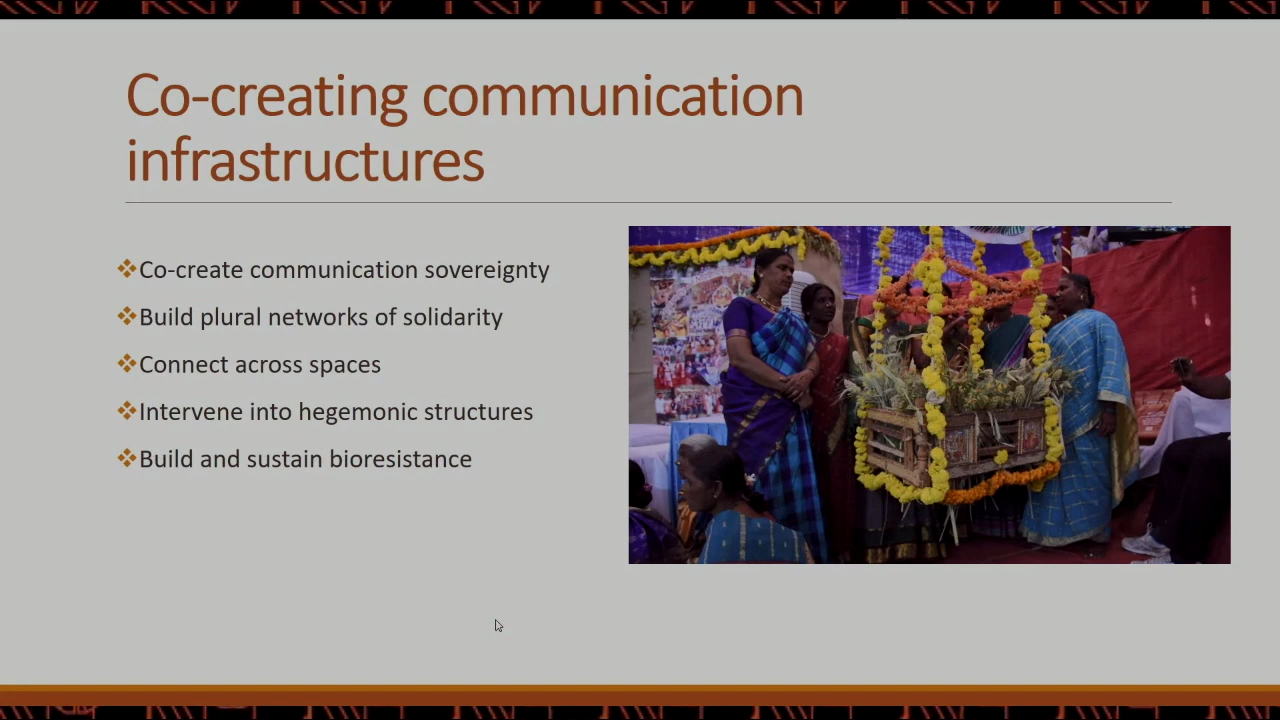 Co-creating communication
infrastructures
Co-create communication sovereignty
Build plural networks of solidarity
Connect across spaces
Intervene into hegemonic structures
Build and sustain bioresistance